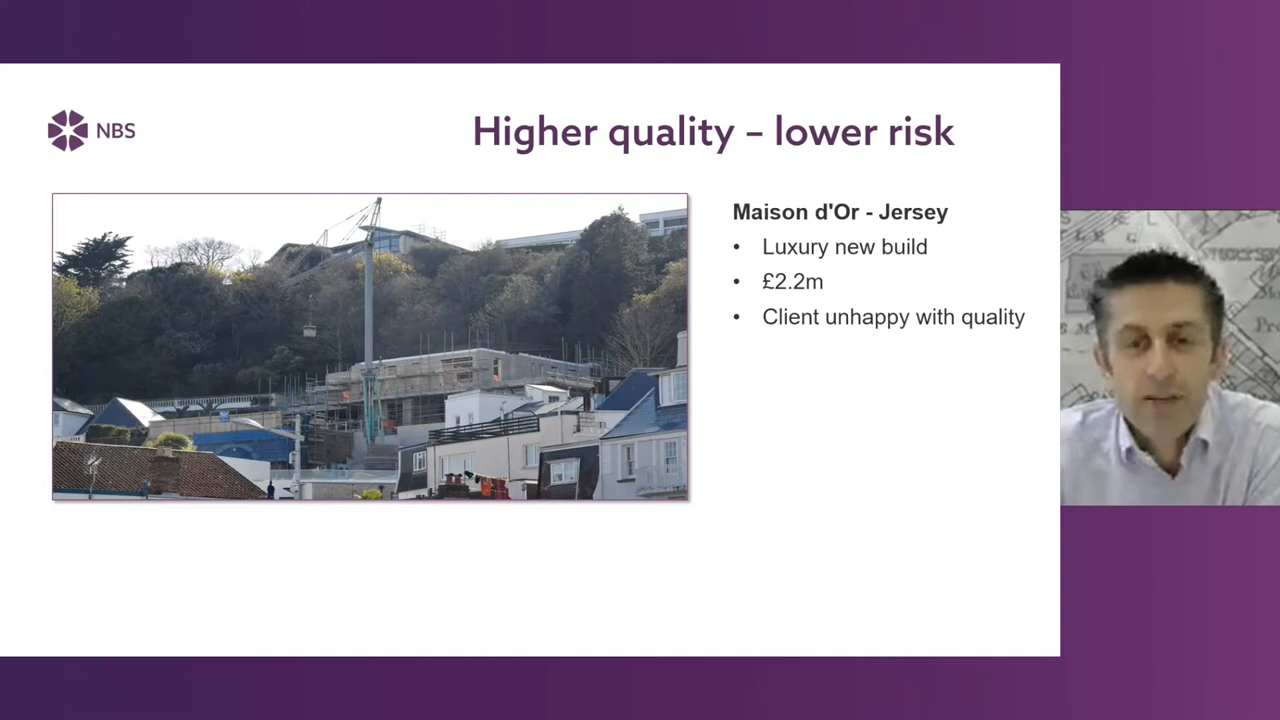 NBS
Higher quality – lower risk
Maison d'Or - Jersey
• Luxury new build
• £2.2m
• Client unhappy with quality